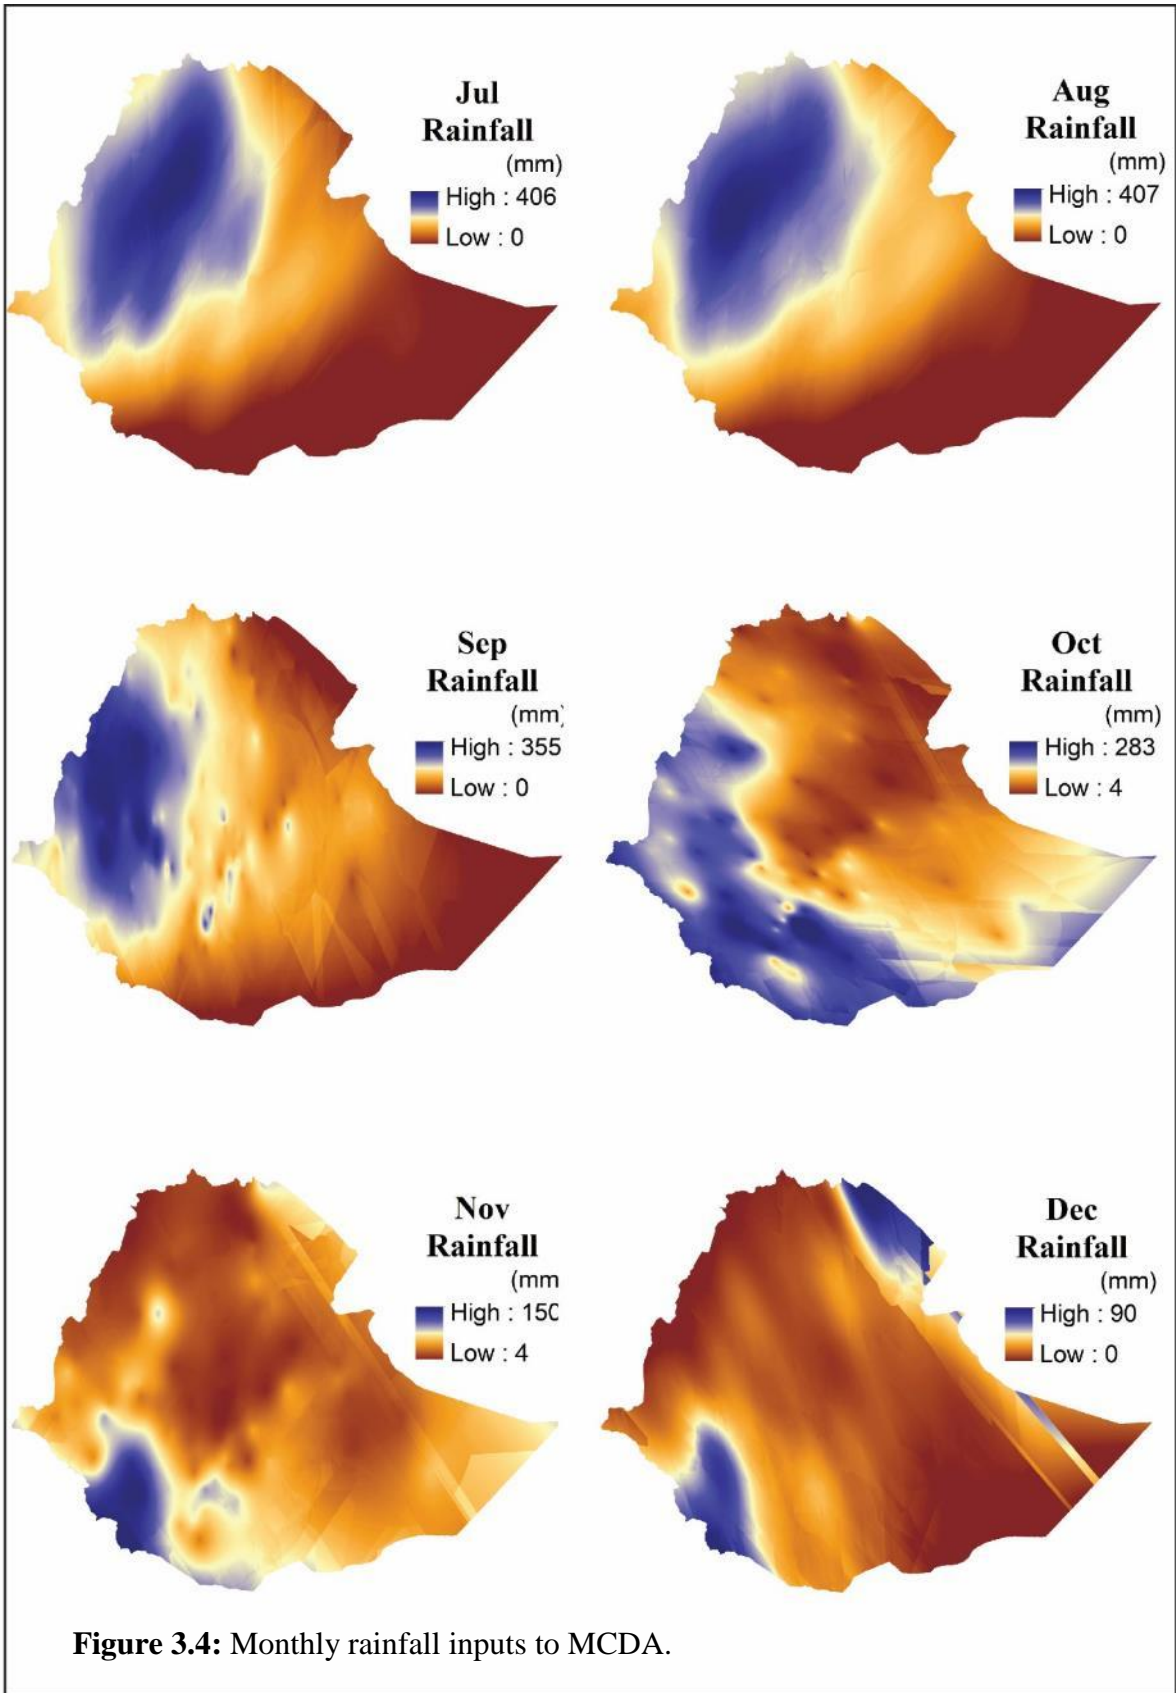 Jul
Rainfall
(mm)
High : 406
Low : 0
Aug
Rainfall
(mm)
High : 407
Low : 0
Sep
Rainfall
(mm)
High : 355
Low : 0
Oct
Rainfall
(mm)
High : 283
Low : 4
Nov
Rainfall
(mm
High : 150
Low : 4
Dec
Rainfall
(mm)
High : 90
Low : 0
Figure 3.4: Monthly rainfall inputs to MCDA.